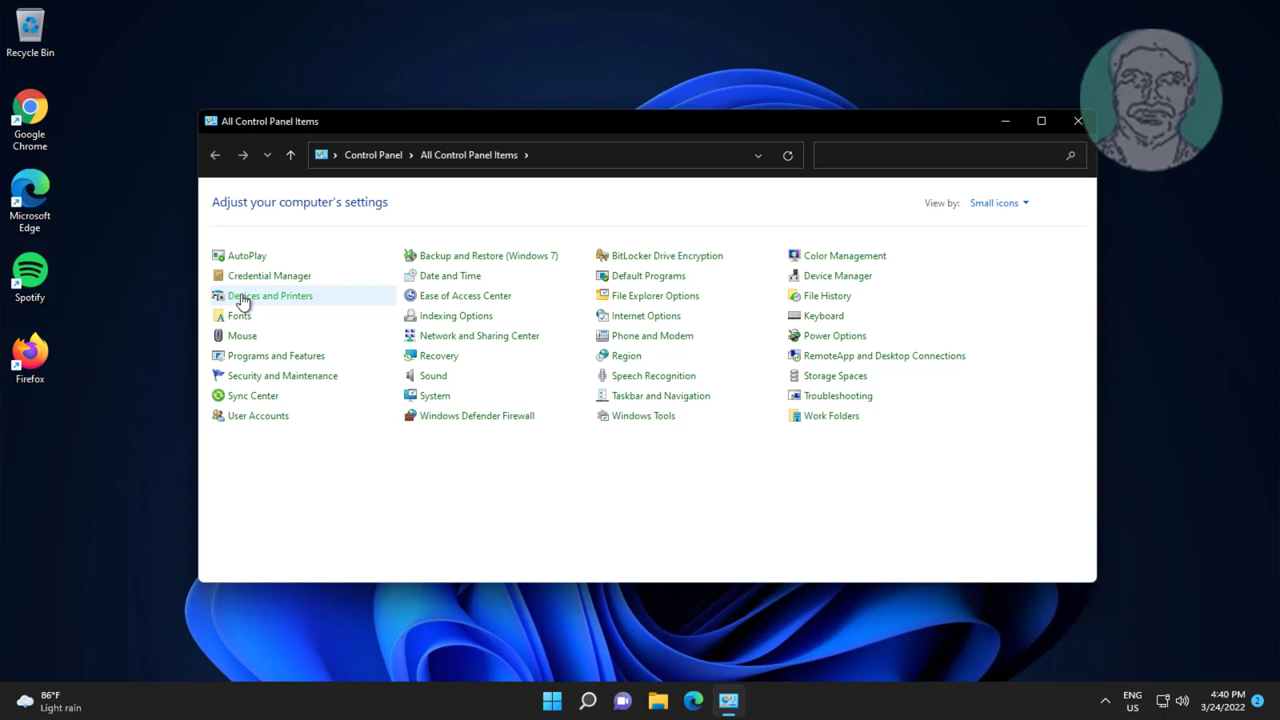 Recycle Bin
Google
Chrome
Microsoft
Edge
Spotify
Firefox
All Control Panel Items
Control Panel > All Control Panel Items >
Adjust your computer's settings
View by: Small icons
AutoPlay
Backup and Restore (Windows 7)
BitLocker Drive Encryption
Color Management
Credential Manager
Date and Time
Default Programs
Device Manager
Devices and Printers
Ease of Access Center
File Explorer Options
File History
Fonts
Indexing Options
Internet Options
Keyboard
Mouse
Network and Sharing Center
Phone and Modem
Power Options
Programs and Features
Recovery
Region
RemoteApp and Desktop Connections
Security and Maintenance
Sound
Speech Recognition
Storage Spaces
Sync Center
System
Taskbar and Navigation
Troubleshooting
User Accounts
Windows Defender Firewall
Windows Tools
Work Folders
86°F
Light rain
ENG
US
4:40 PM
3/24/2022
2